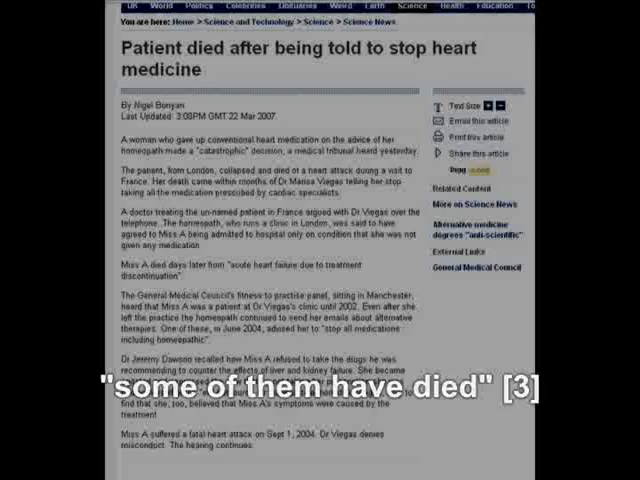 UK World Politics Celebrities Obituaries Weird Earth Science Health Education
You are here: Home > Science and Technology > Science > Science News
Patient died after being told to stop heart
medicine
By Nigel Bunyan
Last Updated: 3:08PM GMT 22 Mar 2007
Text Size + -
Email this article
Print this article
Share this article
Digg
Related Content
More on Science News
Alternative medicine
degrees "anti-scientific"
External Links
General Medical Council
A woman who gave up conventional heart medication on the advice of her
homeopath made a "catastrophic" decision, a medical tribunal heard yesterday.
The patient, from London, collapsed and died of a heart attack during a visit to
France. Her death came within months of Dr Marisa Viegas telling her stop
taking all the medication prescribed by cardiac specialists.
A doctor treating the un-named patient in France argued with Dr Viegas over the
telephone. The homeopath, who runs a clinic in London, was said to have
agreed to Miss A being admitted to hospital only on condition that she was not
given any medication.
Miss A died days later from "acute heart failure due to treatment
discontinuation".
The General Medical Council's fitness to practise panel, sitting in Manchester,
heard that Miss A was a patient at Dr Viegas's clinic until 2002. Even after she
left the practice the homeopath continued to send her emails about alternative
therapies. One of these, in June 2004, advised her to "stop all medications
including homoepathic".
Dr Jeremy Dawson recalled how Miss A refused to take the drugs he was
recommending to counter the effects of liver and kidney failure. She became
"some of them have died" [3]
find that she, too, believed that Miss A's symptoms were caused by the
treatment.
Miss A suffered a fatal heart attack on Sept 1, 2004. Dr Viegas denies
misconduct. The hearing continues.